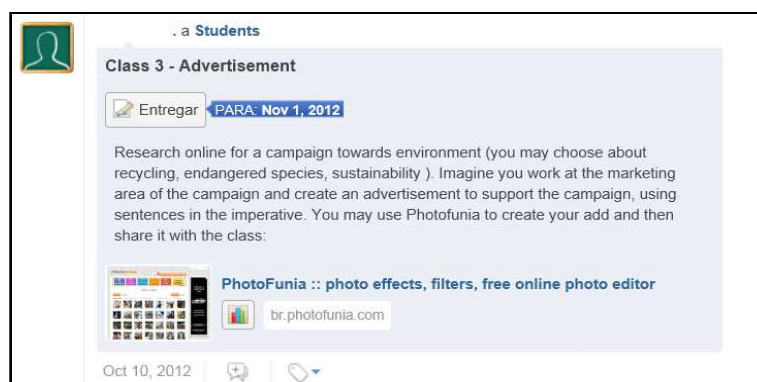 . a Students
Class 3 - Advertisement
Entregar PARA: Nov 1, 2012
Research online for a campaign towards environment (you may choose about
recycling, endangered species, sustainability ). Imagine you work at the marketing
area of the campaign and create an advertisement to support the campaign, using
sentences in the imperative. You may use Photofunia to create your add and then
share it with the class:
PhotoFunia :: photo effects, filters, free online photo editor
br.photofunia.com
Oct 10, 2012